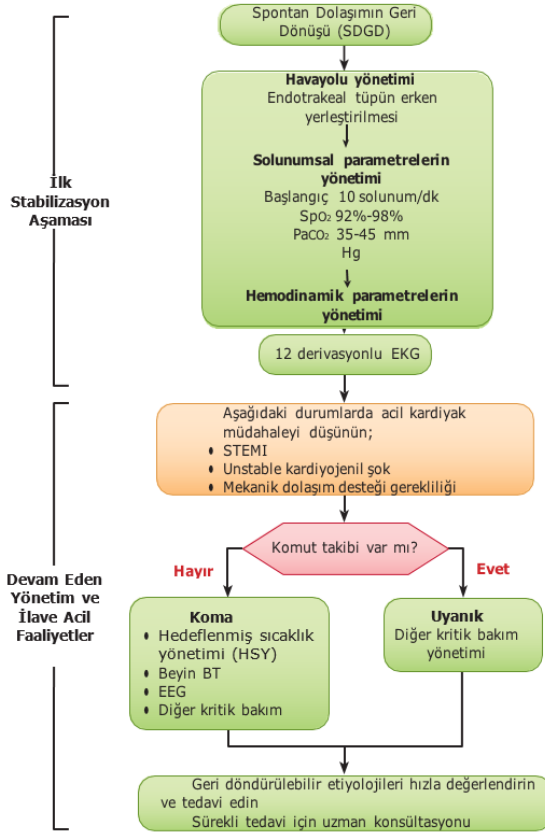 Spontan Dolaşımın Geri
Dönüşü (SDGD)
Havayolu yönetimi
Endotrakeal tüpün erken
yerleştirilmesi
Solunumsal parametrelerin
yönetimi
Başlangıç 10 solunum/dk
SpO₂ 92%-98%
PaCO₂ 35-45 mm
Hg
Hemodinamik parametrelerin
yönetimi
12 derivasyonlu EKG
İlk
Stabilizasyon
Aşaması
Aşağıdaki durumlarda acil kardiyak
müdahaleyi düşünün;
• STEMI
• Unstable kardiyojenil şok
• Mekanik dolaşım desteği gerekliliği
Komut takibi var mı?
Hayır
Evet
Devam Eden
Yönetim ve
İlave Acil
Faaliyetler
Koma
• Hedeflenmiş sıcaklık
yönetimi (HSY)
• Beyin BT
• EEG
• Diğer kritik bakım
Uyanık
Diğer kritik bakım
yönetimi
Geri döndürülebilir etiyolojileri hızla değerlendirin
ve tedavi edin
Sürekli tedavi için uzman konsültasyonu